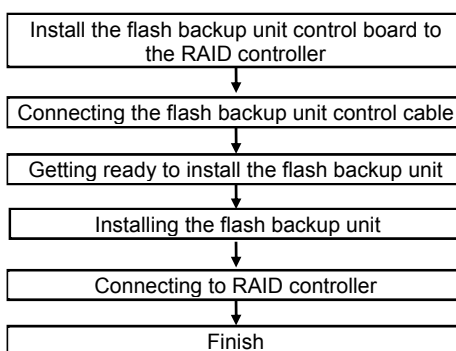 Install the flash backup unit control board to
the RAID controller
Connecting the flash backup unit control cable
Getting ready to install the flash backup unit
Installing the flash backup unit
Connecting to RAID controller
Finish